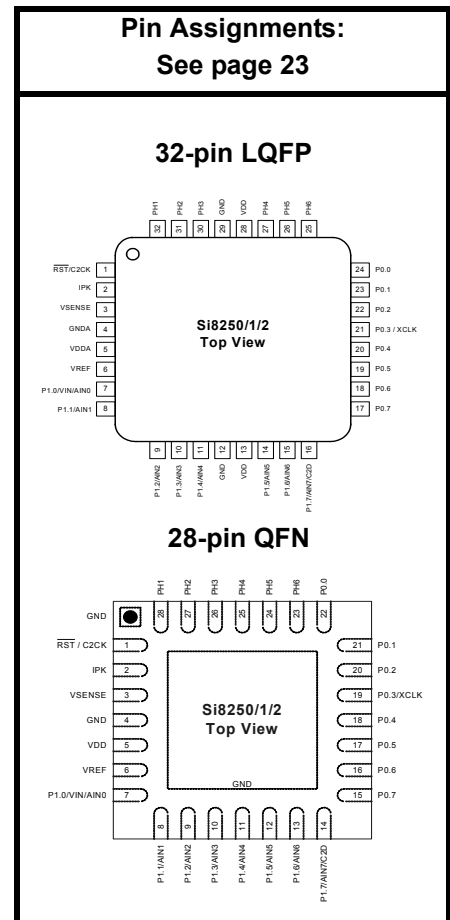 Pin Assignments:
See page 23
32-pin LQFP
PH1
PH2
PH3
GND
VDD
PH4
PH5
PH6
32
31
30
29
28
27
26
25
RST/C2CK 1
IPK 2
VSENSE 3
GNDA 4
VDDA 5
VREF 6
P1.0/VIN/AIN0 7
P1.1/AIN1 8
Si8250/1/2
Top View
24 P0.0
23 P0.1
22 P0.2
21 P0.3 / XCLK
20 P0.4
19 P0.5
18 P0.6
17 P0.7
9
10
11
12
13
14
15
16
P1.2/AIN2
P1.3/AIN3
P1.4/AIN4
GND
VDD
P1.5/AIN5
P1.6/AIN6
P1.7/AIN7/C2D
28-pin QFN
PH1
PH2
PH3
PH4
PH5
PH6
P0.0
28
27
26
25
24
23
22
GND
RST / C2CK 1
IPK 2
VSENSE 3
GND 4
VDD 5
VREF 6
P1.0/VIN/AIN0 7
Si8250/1/2
Top View
GND
21 P0.1
20 P0.2
19 P0.3/XCLK
18 P0.4
17 P0.5
16 P0.6
15 P0.7
8
9
10
11
12
13
14
P1.1/AIN1
P1.2/AIN2
P1.3/AIN3
P1.4/AIN4
P1.5/AIN5
P1.6/AIN6
P1.7/AIN7/C2D